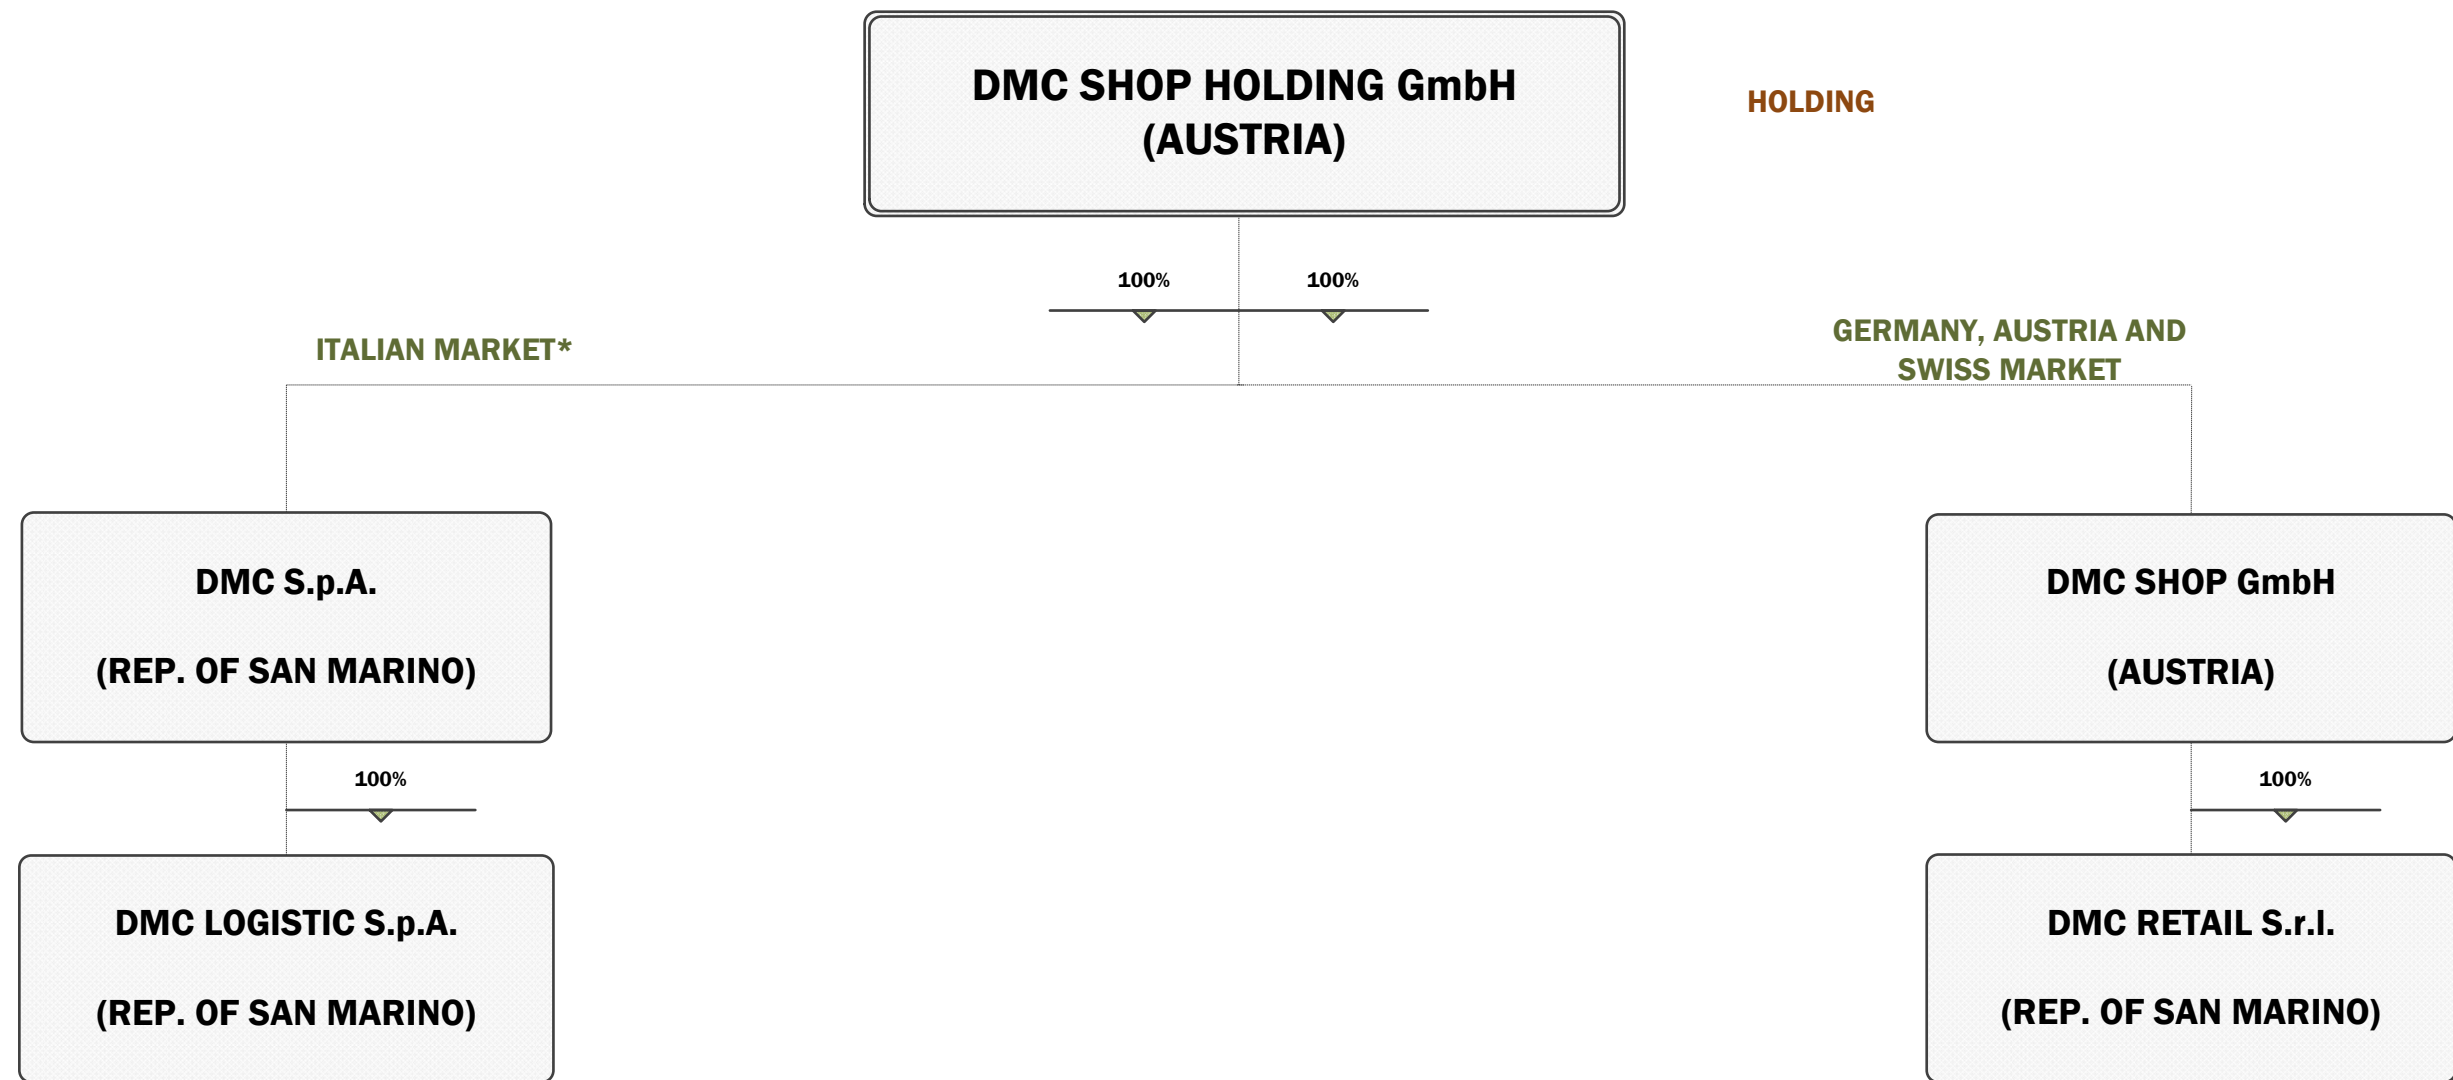 DMC SHOP HOLDING GmbH
(AUSTRIA)
HOLDING
100%
100%
ITALIAN MARKET*
GERMANY, AUSTRIA AND
SWISS MARKET
DMC S.p.A.
(REP. OF SAN MARINO)
DMC SHOP GmbH
(AUSTRIA)
100%
100%
DMC LOGISTIC S.p.A.
(REP. OF SAN MARINO)
DMC RETAIL S.r.l.
(REP. OF SAN MARINO)